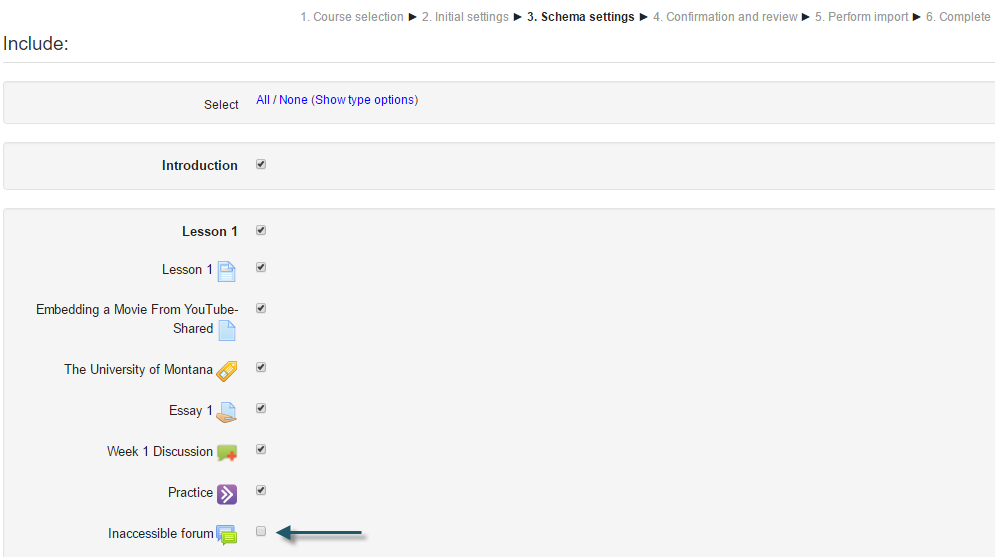 1. Course selection ► 2. Initial settings ► 3. Schema settings ► 4. Confirmation and review ► 5. Perform import ► 6. Complete
Include:
Select All / None (Show type options)
Introduction
Lesson 1
Lesson 1
Embedding a Movie From YouTube-
Shared
The University of Montana
Essay 1
Week 1 Discussion
Practice
Inaccessible forum